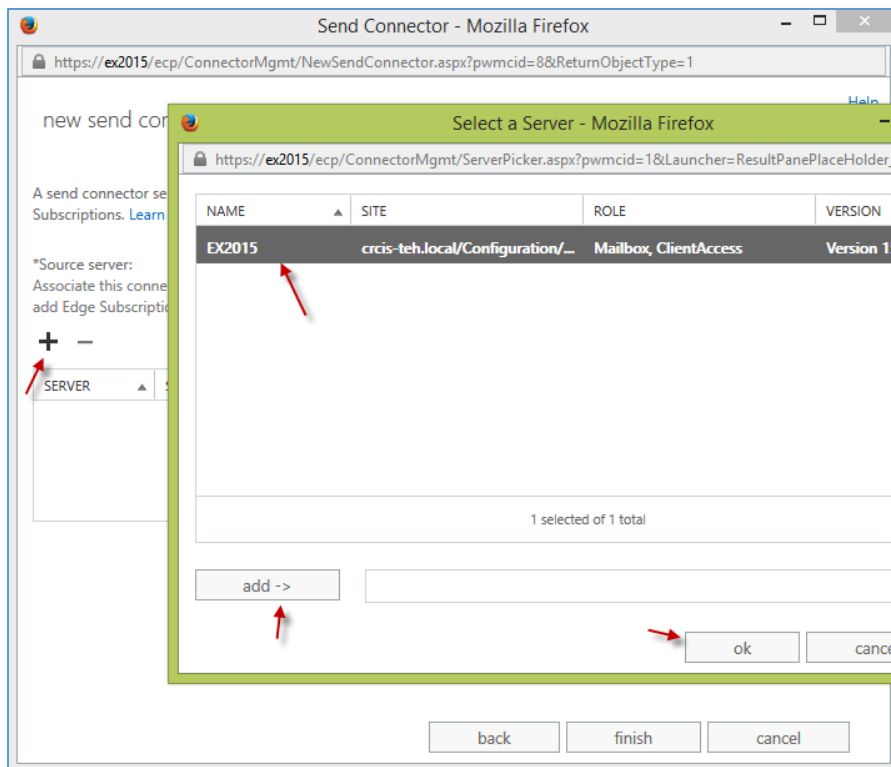 Send Connector - Mozilla Firefox
https://ex2015/ecp/ConnectorMgmt/NewSendConnector.aspx?pwmcid=8&ReturnObjectType=1
Help
new send cor
Select a Server - Mozilla Firefox
https://ex2015/ecp/ConnectorMgmt/ServerPicker.aspx?pwmcid=1&Launcher=ResultPanePlaceHolder_
A send connector se
Subscriptions. Learn
NAME SITE ROLE VERSION
EX2015 crcis-teh.local/Configuration/... Mailbox, ClientAccess Version 1
*Source server:
Associate this conne
add Edge Subscriptio
SERVER
1 selected of 1 total
add ->
ok cance
back finish cancel